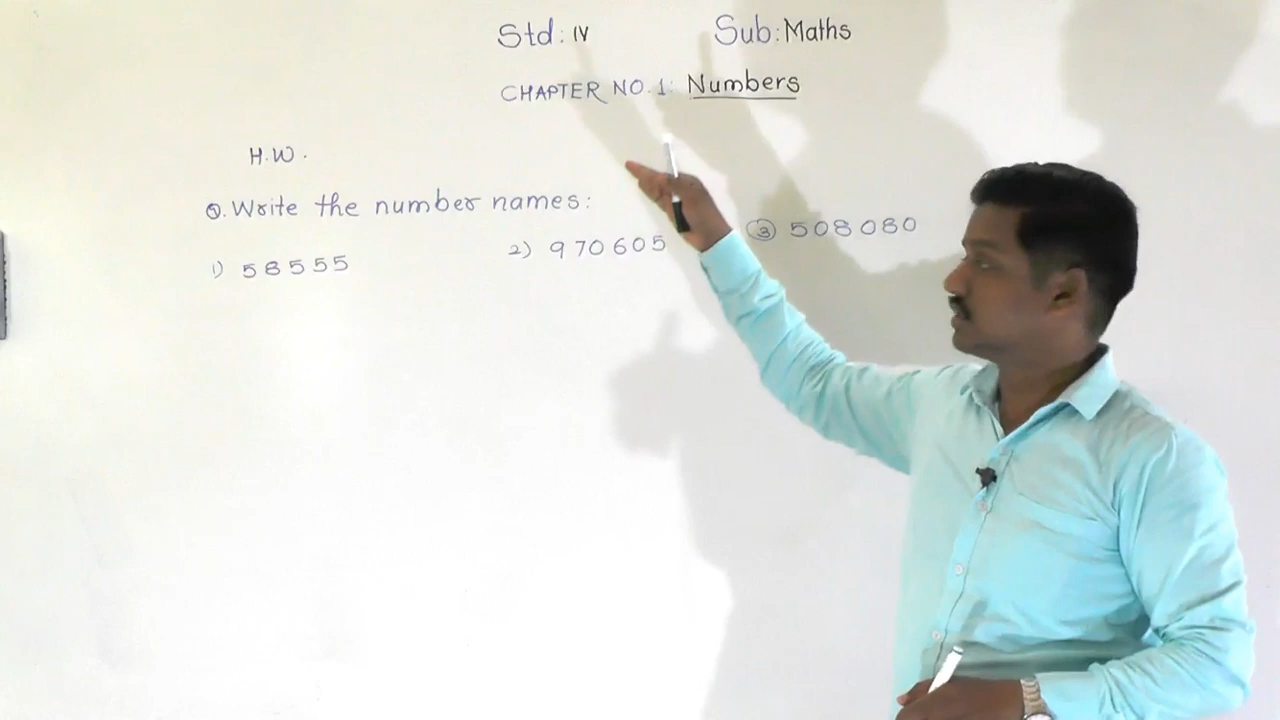 Std: IV Sub: Maths
CHAPTER NO. 1: Numbers
H.W.
Q. Write the number names:
1) 58555 2) 970605 3) 508080